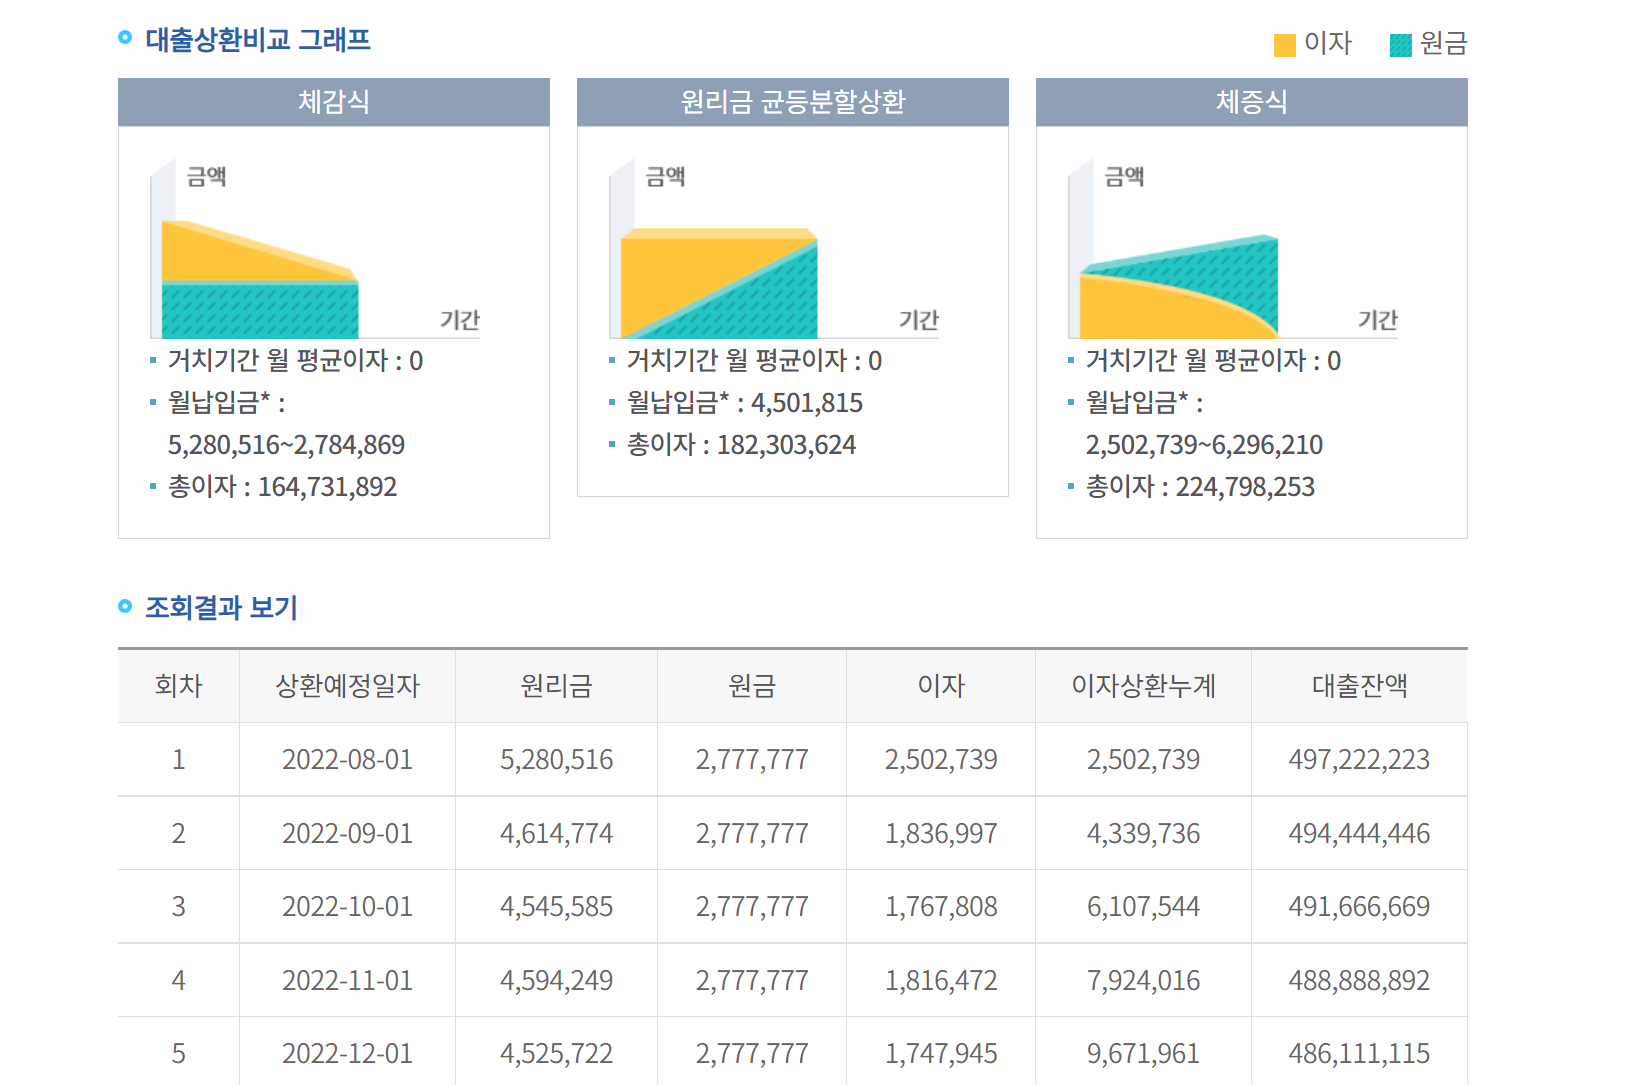 대출상환비교 그래프
이자 원금
체감식
금액
기간
거치기간 월 평균이자 : 0
월납입금* :
5,280,516~2,784,869
총이자 : 164,731,892
원리금 균등분할상환
금액
기간
거치기간 월 평균이자 : 0
월납입금* : 4,501,815
총이자 : 182,303,624
체증식
금액
기간
거치기간 월 평균이자 : 0
월납입금* :
2,502,739~6,296,210
총이자 : 224,798,253
조회결과 보기
회차 상환예정일자 원리금 원금 이자 이자상환누계 대출잔액
1 2022-08-01 5,280,516 2,777,777 2,502,739 2,502,739 497,222,223
2 2022-09-01 4,614,774 2,777,777 1,836,997 4,339,736 494,444,446
3 2022-10-01 4,545,585 2,777,777 1,767,808 6,107,544 491,666,669
4 2022-11-01 4,594,249 2,777,777 1,816,472 7,924,016 488,888,892
5 2022-12-01 4,525,722 2,777,777 1,747,945 9,671,961 486,111,115